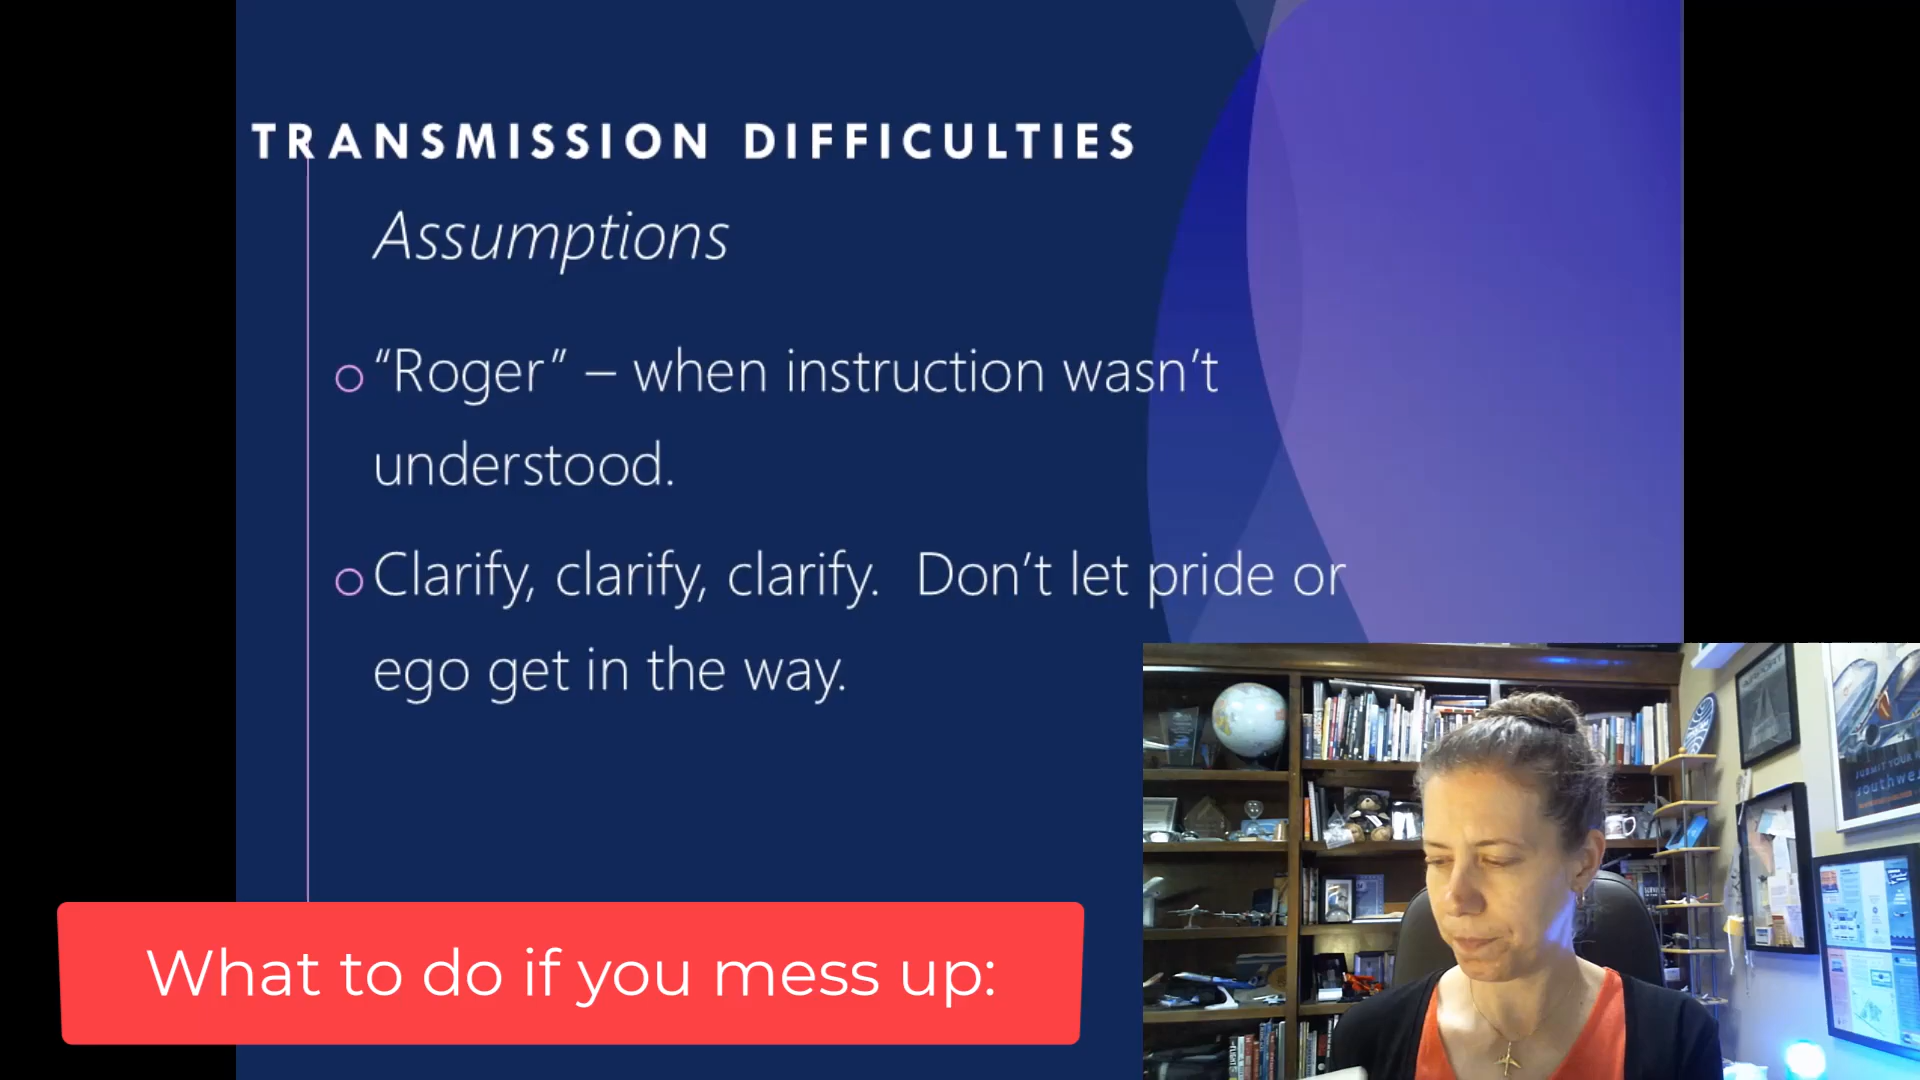 TRANSMISSION DIFFICULTIES
Assumptions
“Roger” – when instruction wasn’t
understood.
Clarify, clarify, clarify.  Don’t let pride or
ego get in the way.
What to do if you mess up: